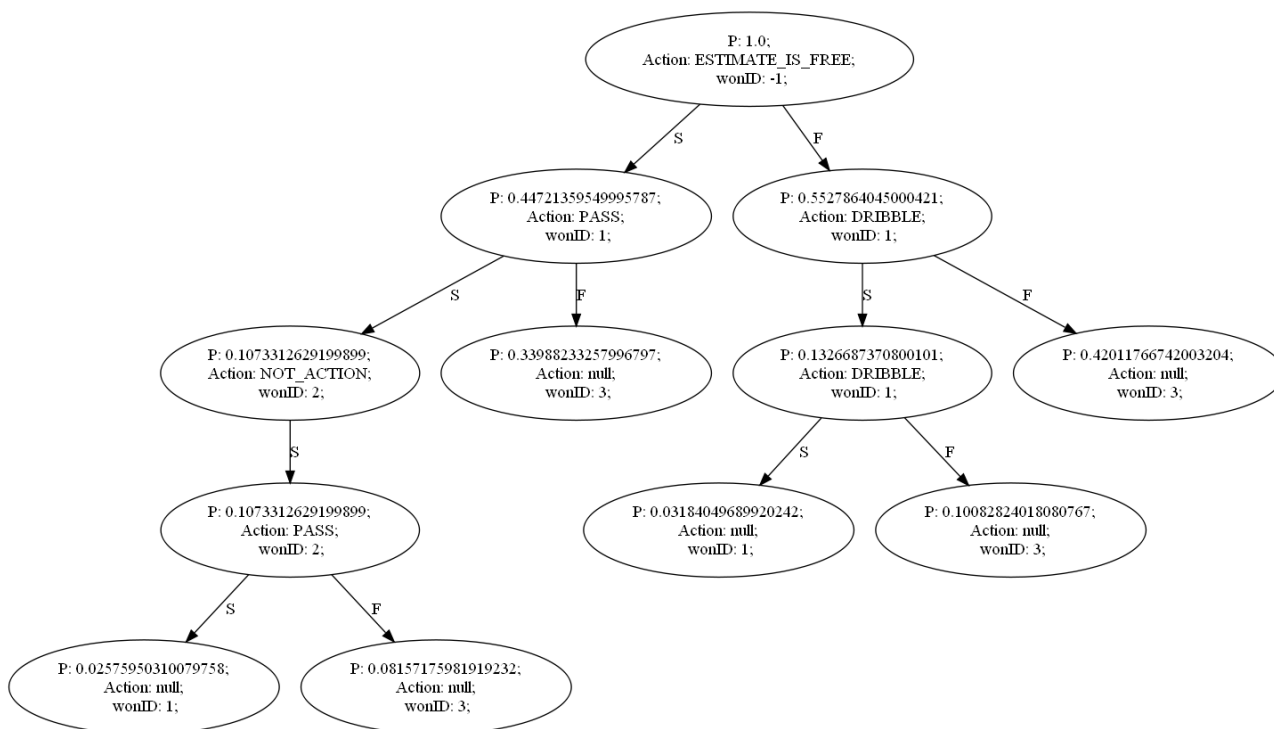 P: 1.0;
Action: ESTIMATE_IS_FREE;
wonID: -1;
S
F
P: 0.44721359549995787;
Action: PASS;
wonID: 1;
P: 0.5527864045000421;
Action: DRIBBLE;
wonID: 1;
S
F
S
F
P: 0.1073312629199899;
Action: NOT_ACTION;
wonID: 2;
P: 0.33988233257996797;
Action: null;
wonID: 3;
P: 0.1326687370800101;
Action: DRIBBLE;
wonID: 1;
P: 0.42011766742003204;
Action: null;
wonID: 3;
S
S
F
P: 0.1073312629199899;
Action: PASS;
wonID: 2;
P: 0.03184049689920242;
Action: null;
wonID: 1;
P: 0.10082824018080767;
Action: null;
wonID: 3;
S
F
P: 0.02575950310079758;
Action: null;
wonID: 1;
P: 0.08157175981919232;
Action: null;
wonID: 3;